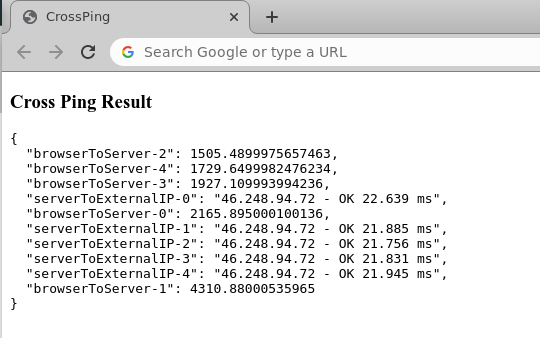 CrossPing
Search Google or type a URL
Cross Ping Result
{
  "browserToServer-2": 1505.4899975657463,
  "browserToServer-4": 1729.6499982476234,
  "browserToServer-3": 1927.109993994236,
  "serverToExternalIP-0": "46.248.94.72 - OK 22.639 ms",
  "browserToServer-0": 2165.895000100136,
  "serverToExternalIP-1": "46.248.94.72 - OK 21.885 ms",
  "serverToExternalIP-2": "46.248.94.72 - OK 21.756 ms",
  "serverToExternalIP-3": "46.248.94.72 - OK 21.831 ms",
  "serverToExternalIP-4": "46.248.94.72 - OK 21.945 ms",
  "browserToServer-1": 4310.88000535965
}